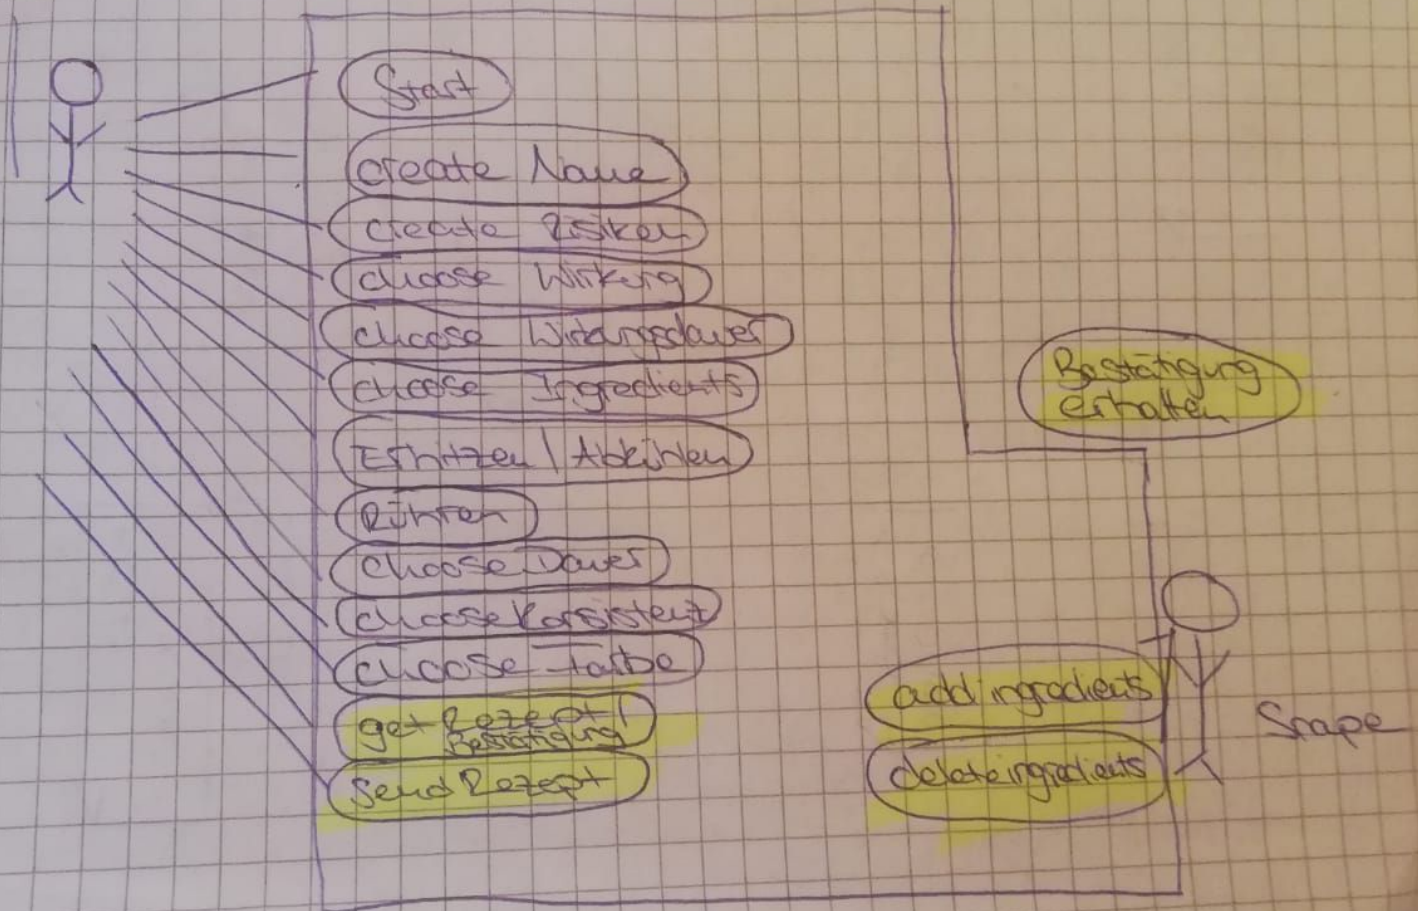 Start
create Name
create Risiken
choose Wirkung
choose Wirkungsdauer
choose Ingredients
Erhitzen / Abkühlen
Rühren
choose Dauer
choose Konsistenz
choose Farbe
get Rezept /
Bestätigung
send Rezept
Bestätigung
erhalten
add ingredients
delete ingredients
Snape